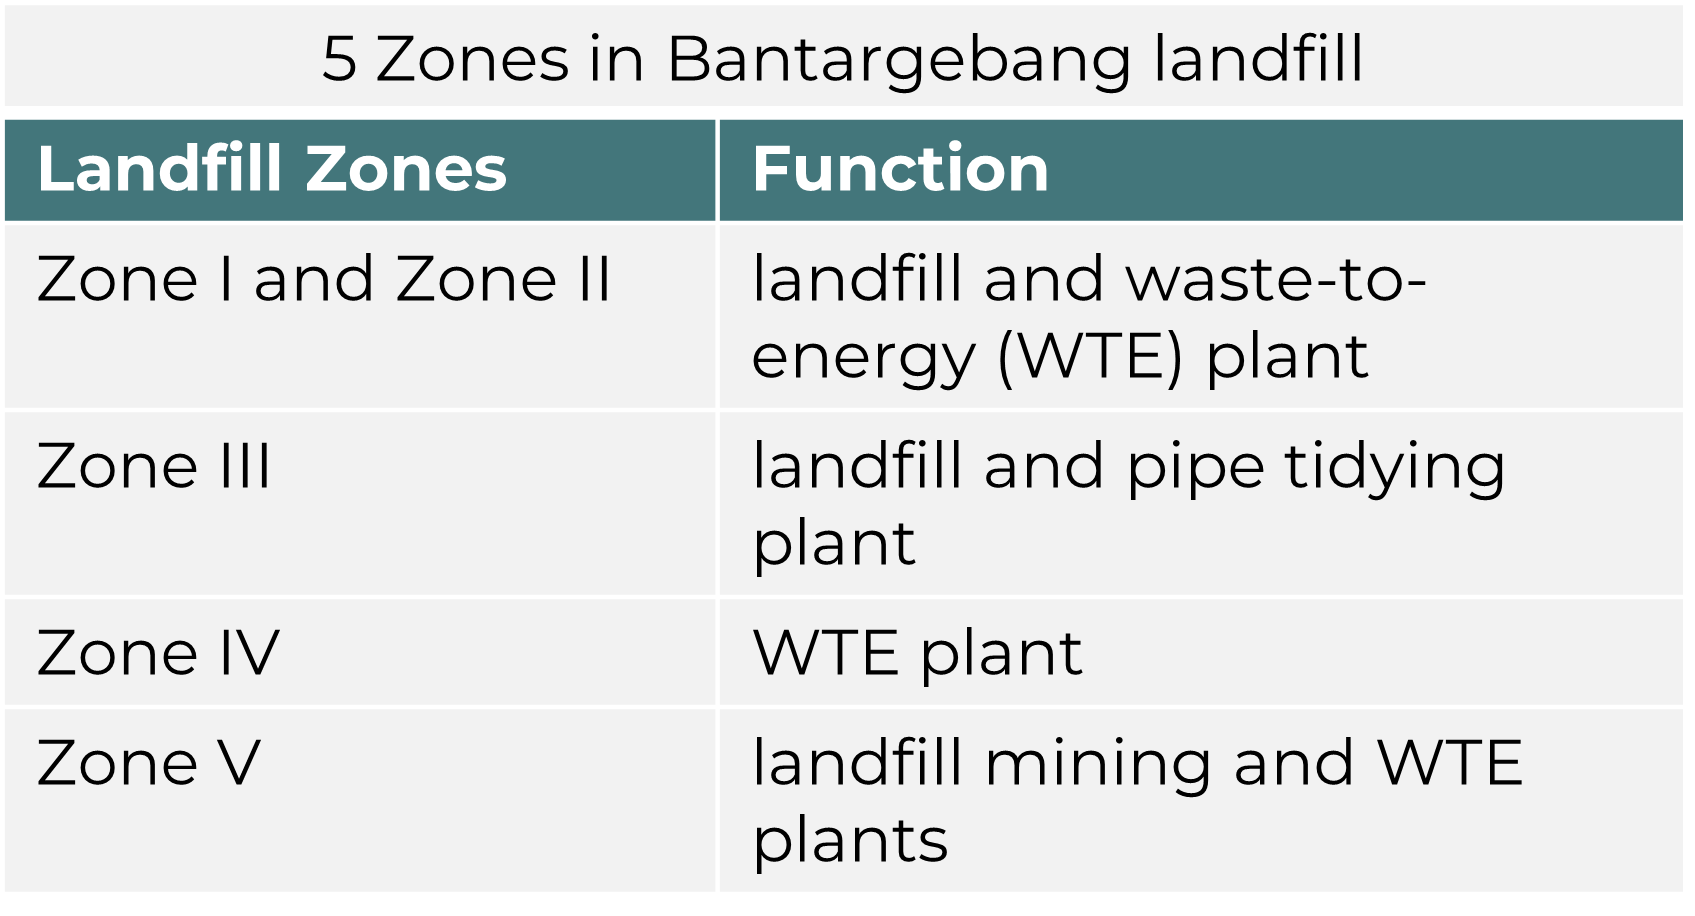 5 Zones in Bantargebang landfill
Landfill Zones
Function
Zone I and Zone II
landfill and waste-to-
energy (WTE) plant
Zone III
landfill and pipe tidying
plant
Zone IV
WTE plant
Zone V
landfill mining and WTE
plants